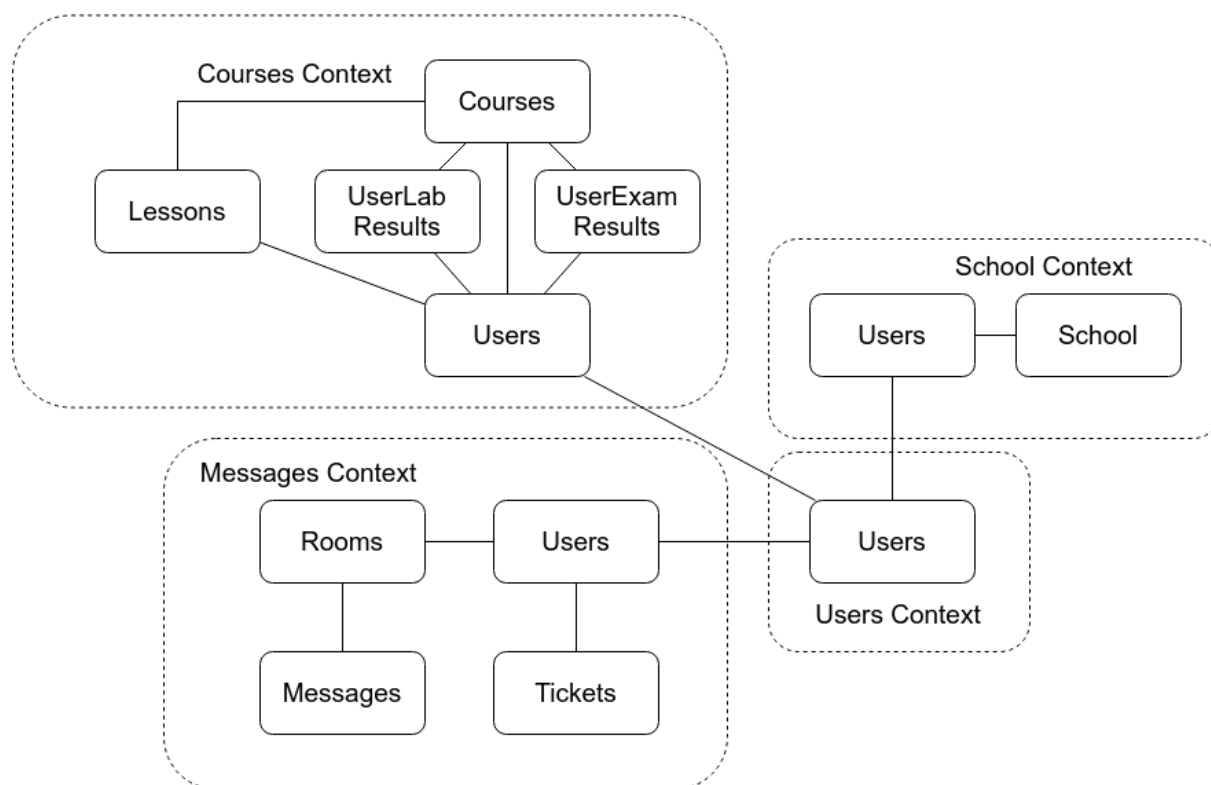 Courses Context
Courses
Lessons
UserLab
Results
UserExam
Results
Users
School Context
Users
School
Messages Context
Rooms
Users
Users
Users Context
Messages
Tickets